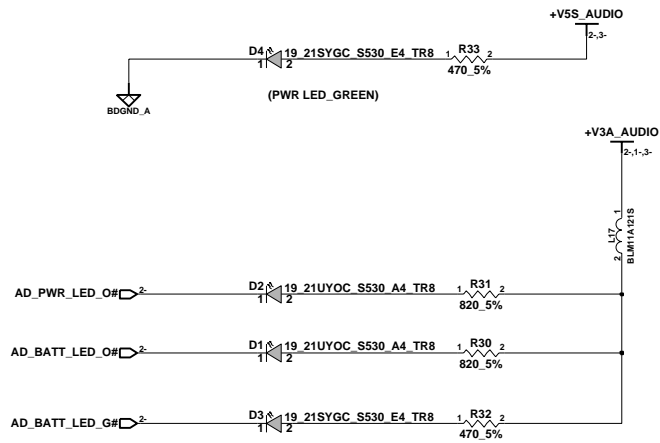 +V5S_AUDIO
2-,3-
D4 19_21SYGC_S530_E4_TR8 R33
1 2 1 2
470_5%
(PWR LED_GREEN)
BDGND_A
+V3A_AUDIO
2-,1-,3-
1
L17
BLM11A121S
2
AD_PWR_LED_O# 2- D2 19_21UYOC_S530_A4_TR8 1 R31 2
1 2 820_5%
AD_BATT_LED_O# 2- D1 19_21UYOC_S530_A4_TR8 1 R30 2
1 2 820_5%
AD_BATT_LED_G# 2- D3 19_21SYGC_S530_E4_TR8 1 R32 2
1 2 470_5%